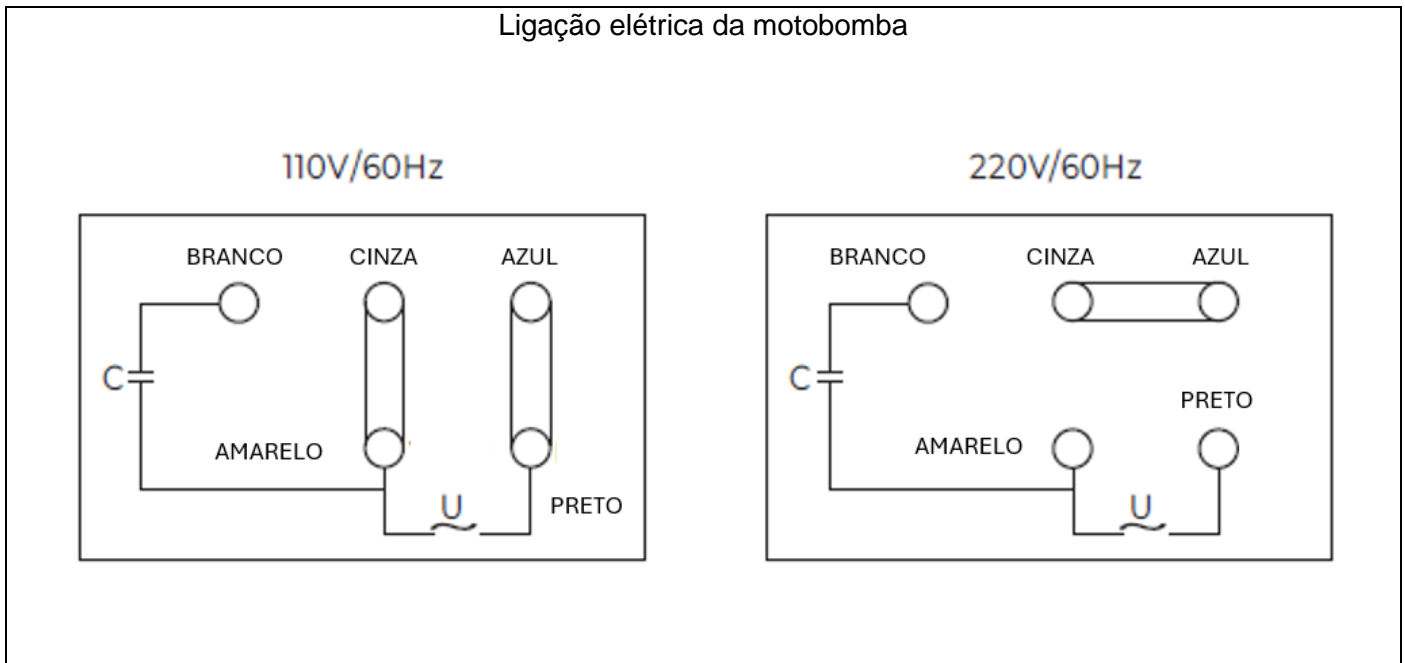 Ligação elétrica da motobomba
110V/60Hz
BRANCO CINZA AZUL
C
AMARELO
U
PRETO
220V/60Hz
BRANCO CINZA AZUL
C
PRETO
AMARELO
U